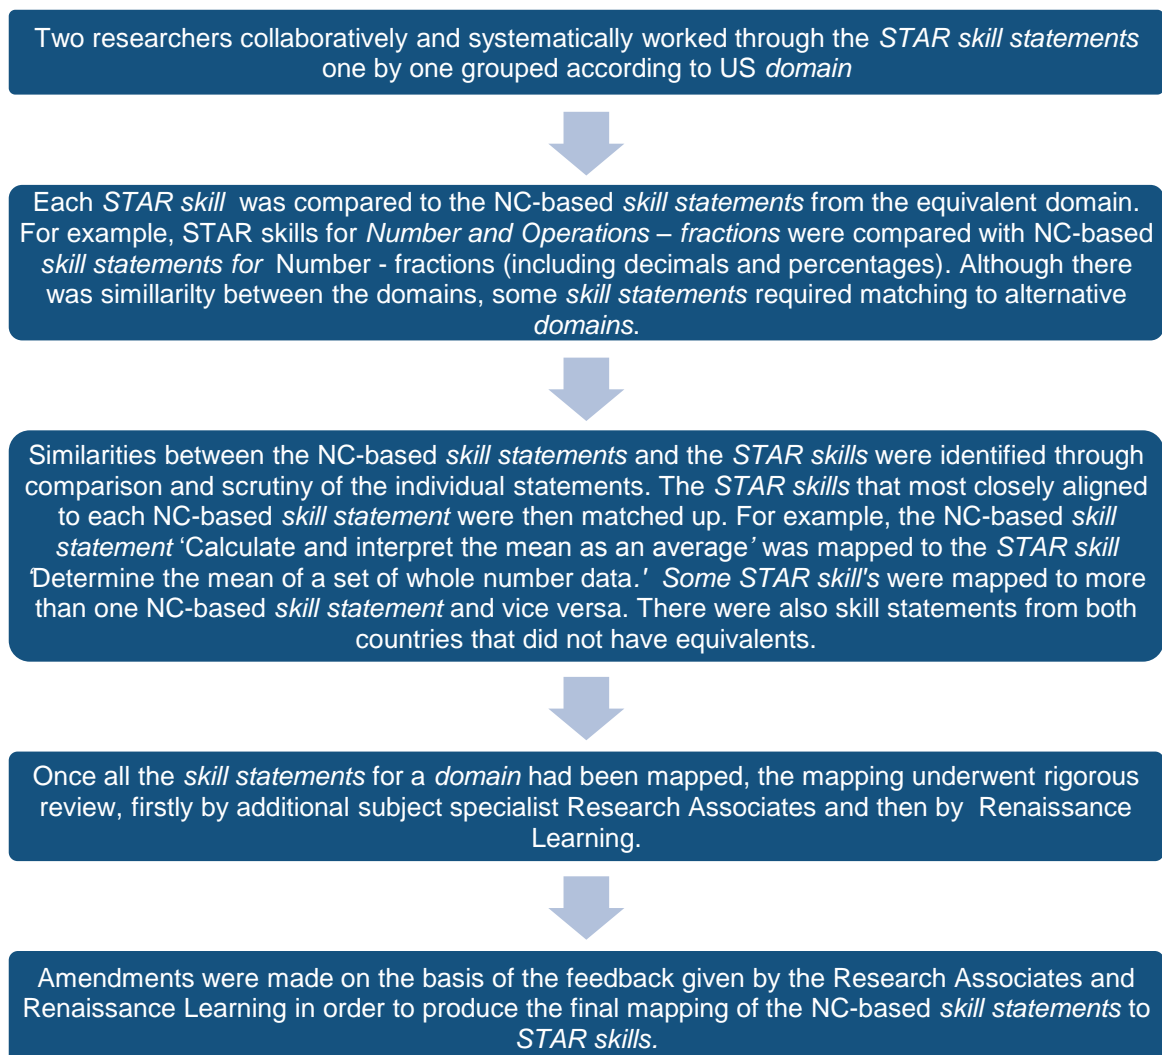 Two researchers collaboratively and systematically worked through the STAR skill statements
one by one grouped according to US domain
Each STAR skill was compared to the NC-based skill statements from the equivalent domain.
For example, STAR skills for Number and Operations – fractions were compared with NC-based
skill statements for Number - fractions (including decimals and percentages). Although there
was simillarilty between the domains, some skill statements required matching to alternative
domains.
Similarities between the NC-based skill statements and the STAR skills were identified through
comparison and scrutiny of the individual statements. The STAR skills that most closely aligned
to each NC-based skill statement were then matched up. For example, the NC-based skill
statement ‘Calculate and interpret the mean as an average’ was mapped to the STAR skill
‘Determine the mean of a set of whole number data.' Some STAR skill's were mapped to more
than one NC-based skill statement and vice versa. There were also skill statements from both
countries that did not have equivalents.
Once all the skill statements for a domain had been mapped, the mapping underwent rigorous
review, firstly by additional subject specialist Research Associates and then by Renaissance
Learning.
Amendments were made on the basis of the feedback given by the Research Associates and
Renaissance Learning in order to produce the final mapping of the NC-based skill statements to
STAR skills.